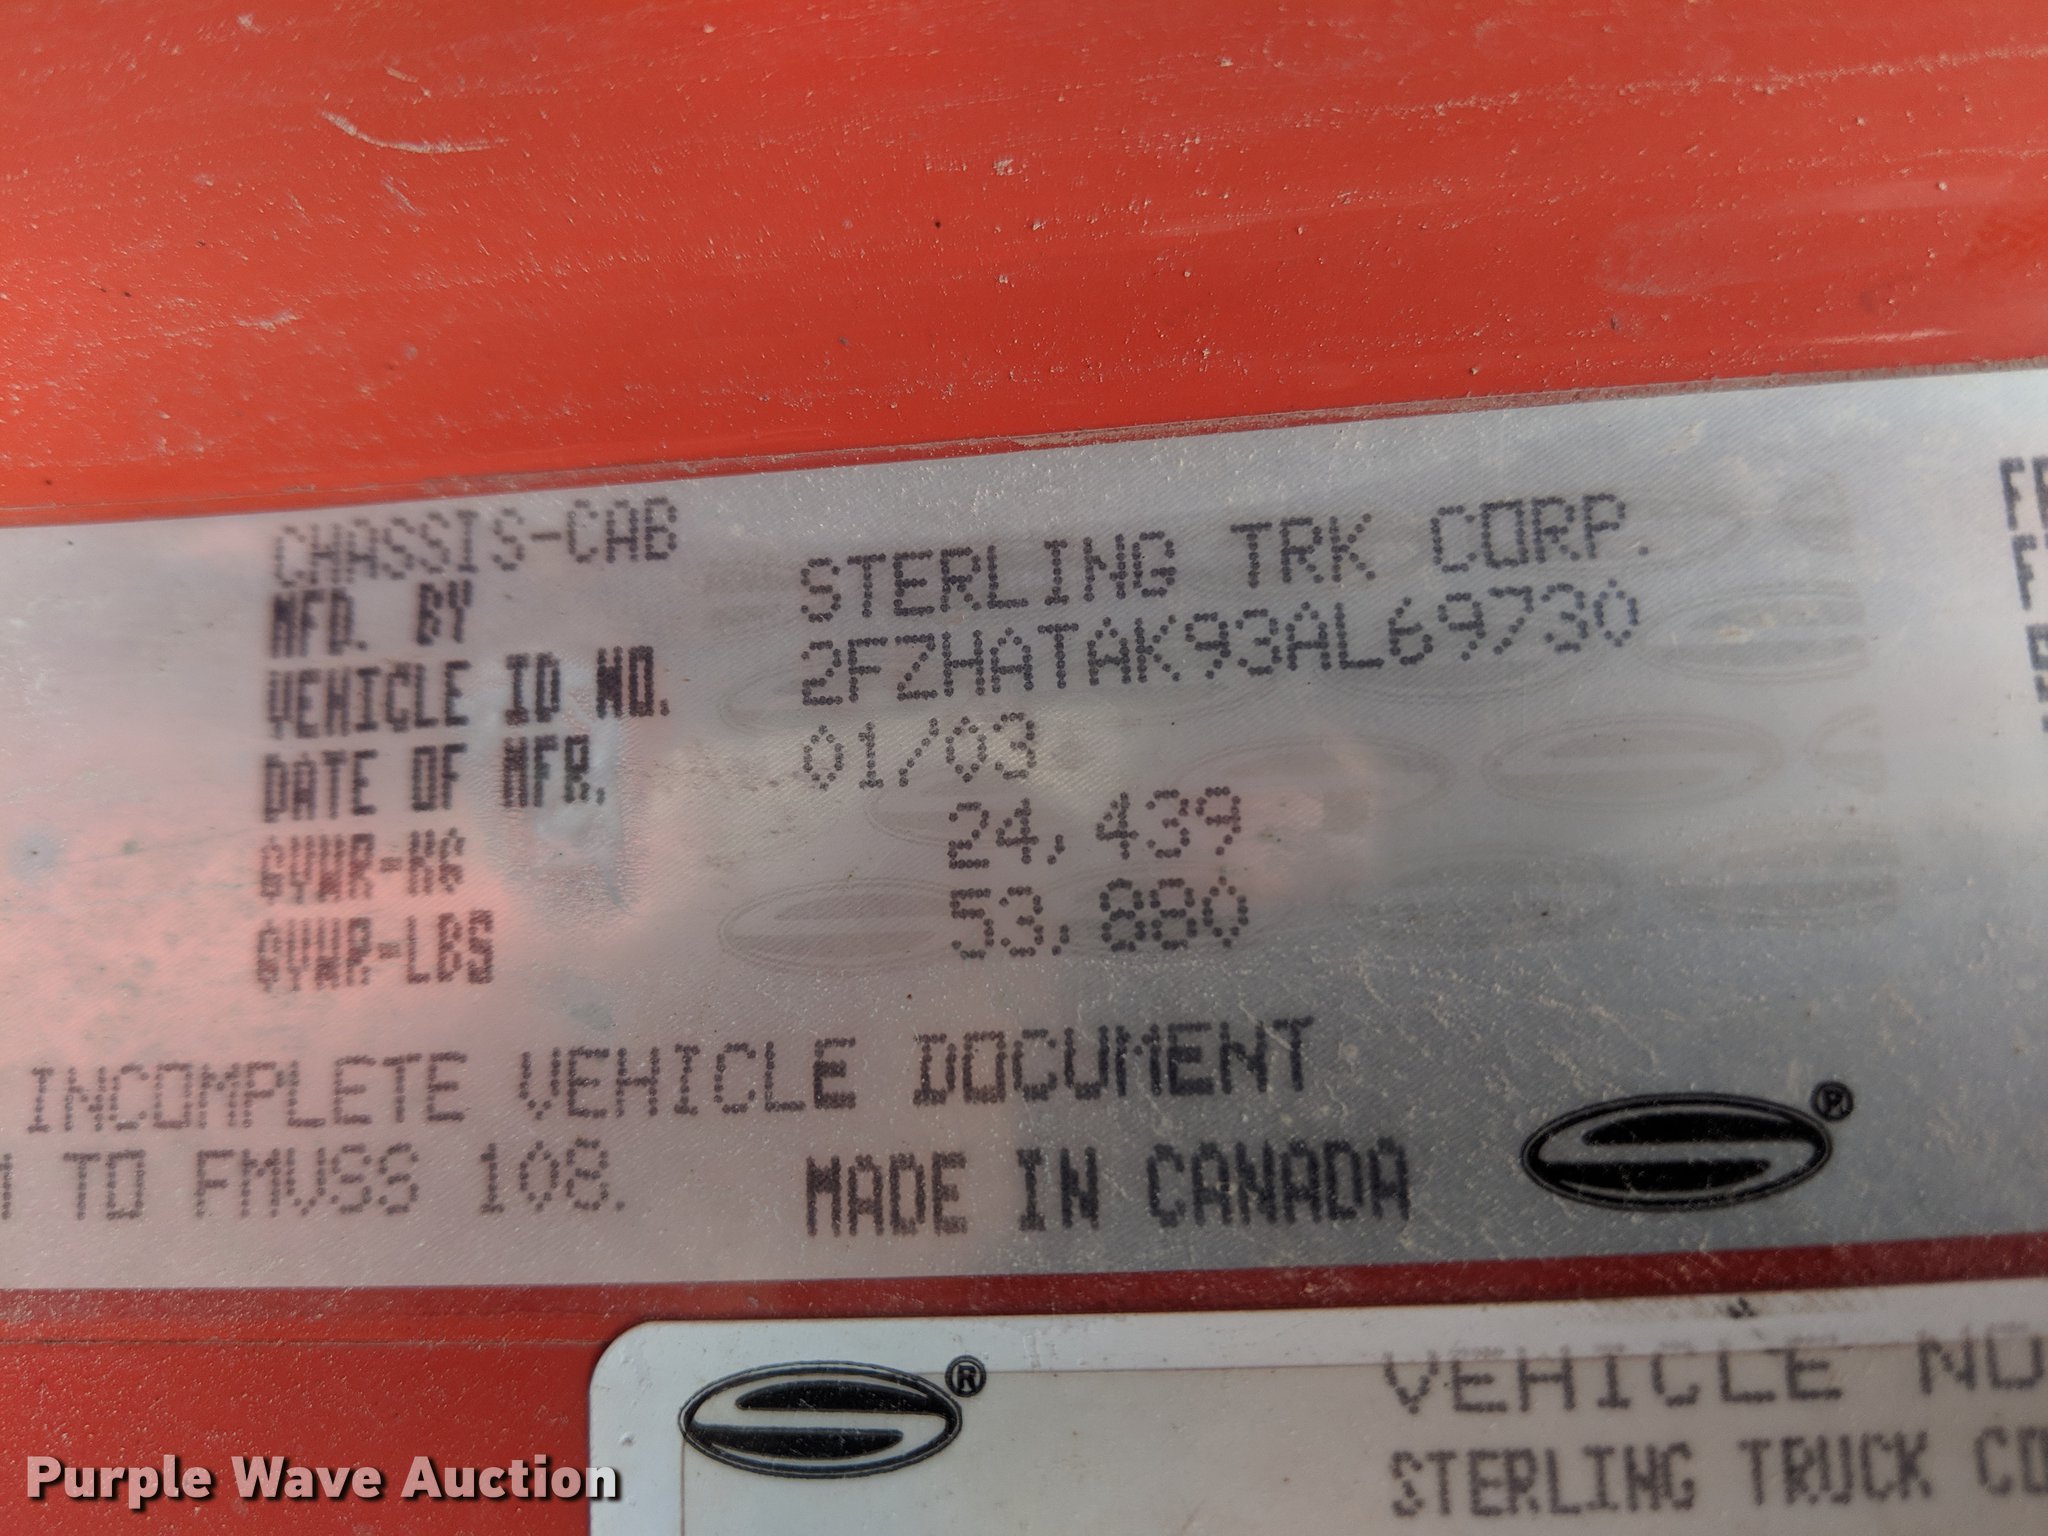 CHASSIS-CAB
MFD. BY STERLING TRK CORP.
VEHICLE ID NO. 2FZHATAK93AL69730
DATE OF MFR. 01/03
GVWR-KG 24,439
GVWR-LBS 53,880
INCOMPLETE VEHICLE DOCUMENT
TO FMVSS 108. MADE IN CANADA
®
®
VEHICLE NO
STERLING TRUCK CO
Purple Wave Auction